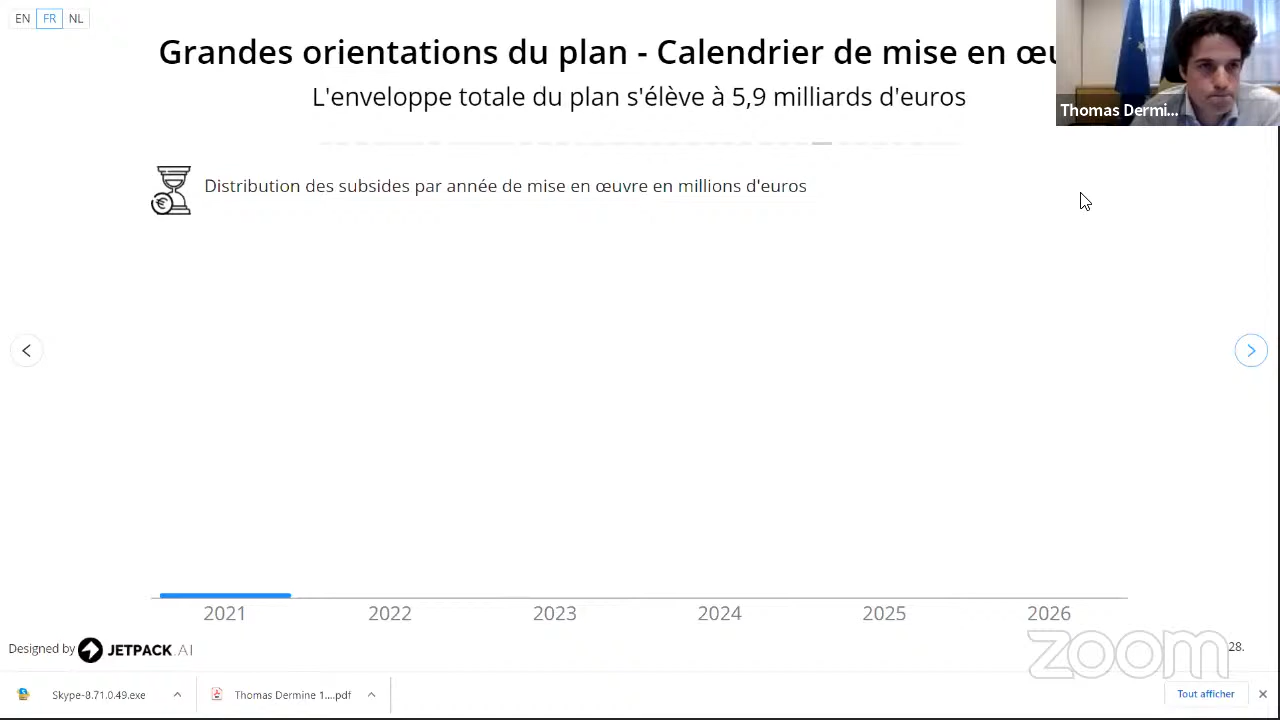 EN FR NL
Grandes orientations du plan - Calendrier de mise en œu
L'enveloppe totale du plan s'élève à 5,9 milliards d'euros
Thomas Dermi...
Distribution des subsides par année de mise en œuvre en millions d'euros
2021 2022 2023 2024 2025 2026
Designed by JETPACK.AI
zoom
28.
Skype-8.71.0.49.exe
Thomas Dermine 1....pdf
Tout afficher